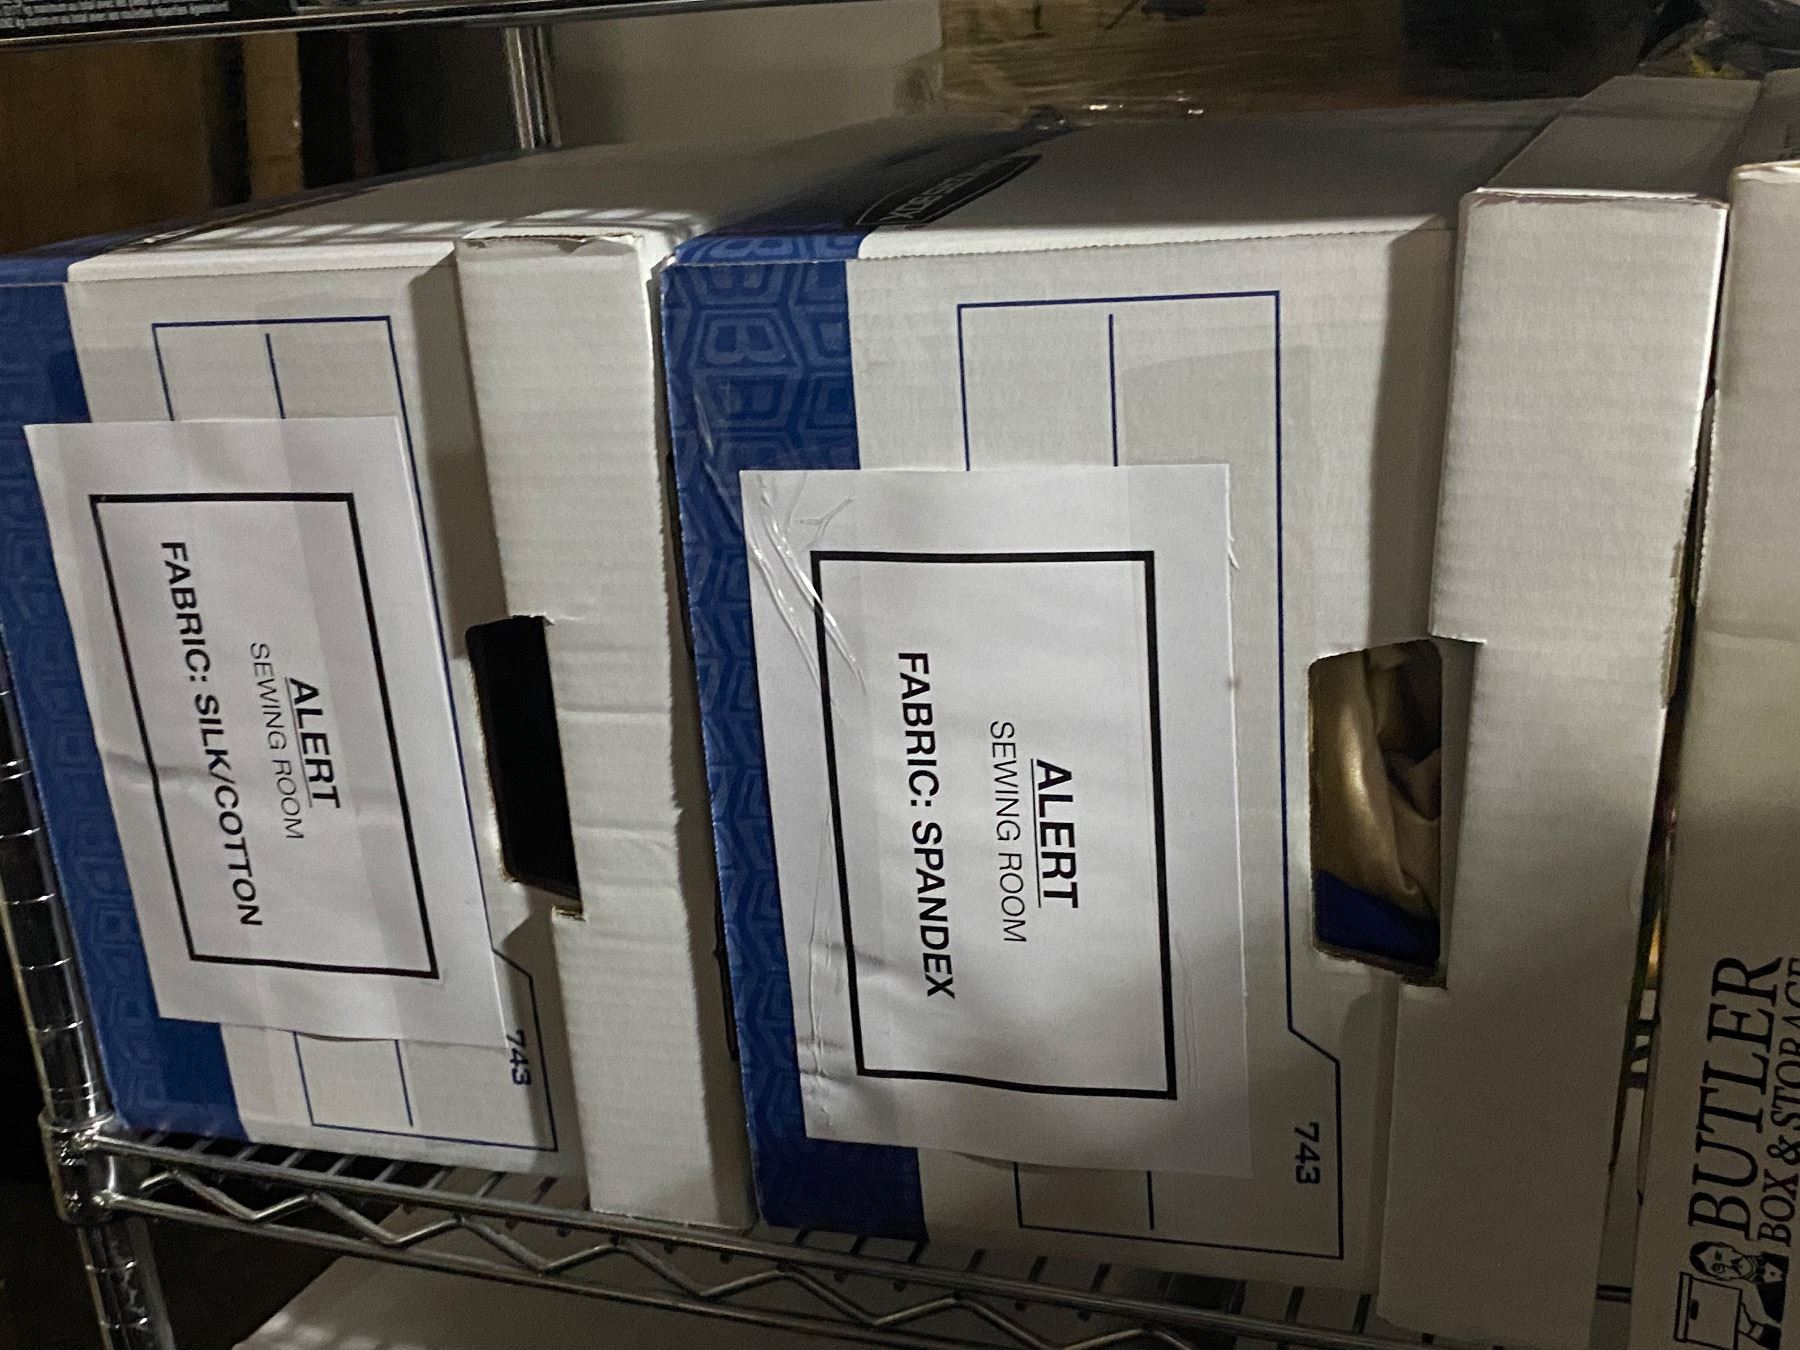 ALERT
SEWING ROOM
FABRIC: SILK/COTTON
743
ALERT
SEWING ROOM
FABRIC: SPANDEX
743
BUTLER
BOX & STORAGE